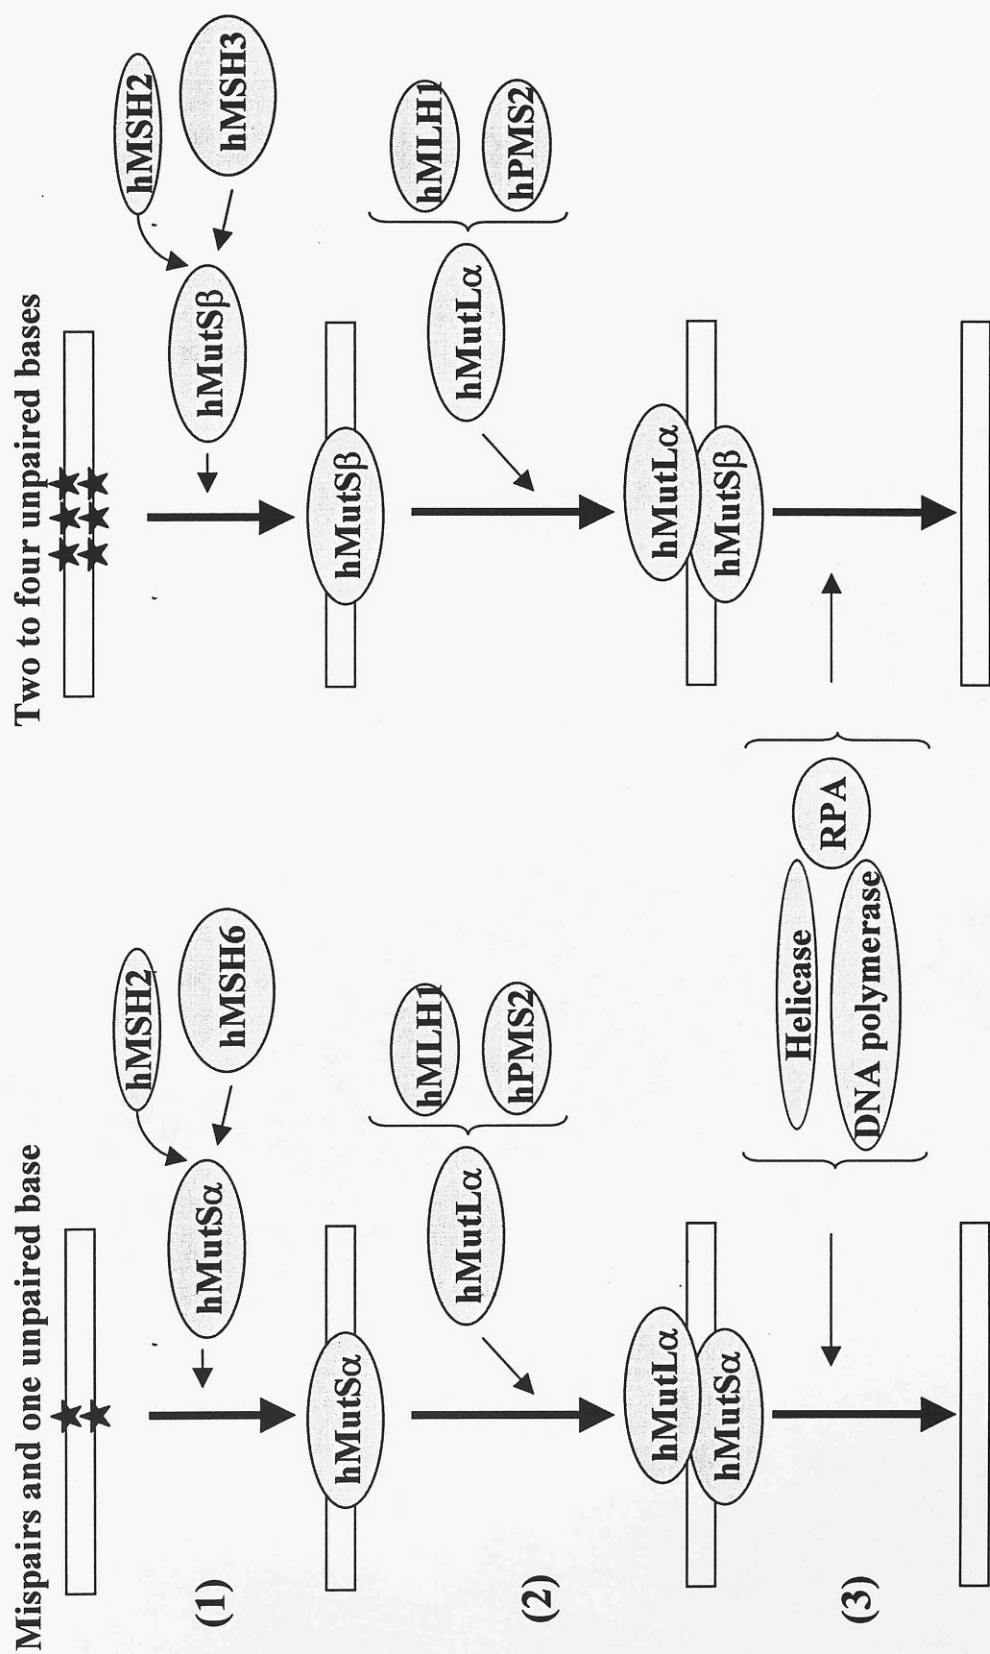 Mispairs and one unpaired base
Two to four unpaired bases
(1)
hMutSα
hMSH2
hMSH6
hMutSβ
hMSH2
hMSH3
hMutSα
hMutSβ
(2)
hMutLα
hMLH1
hPMS2
hMutLα
hMLH1
hPMS2
hMutLα
hMutSα
hMutLα
hMutSβ
(3)
Helicase
DNA polymerase
RPA